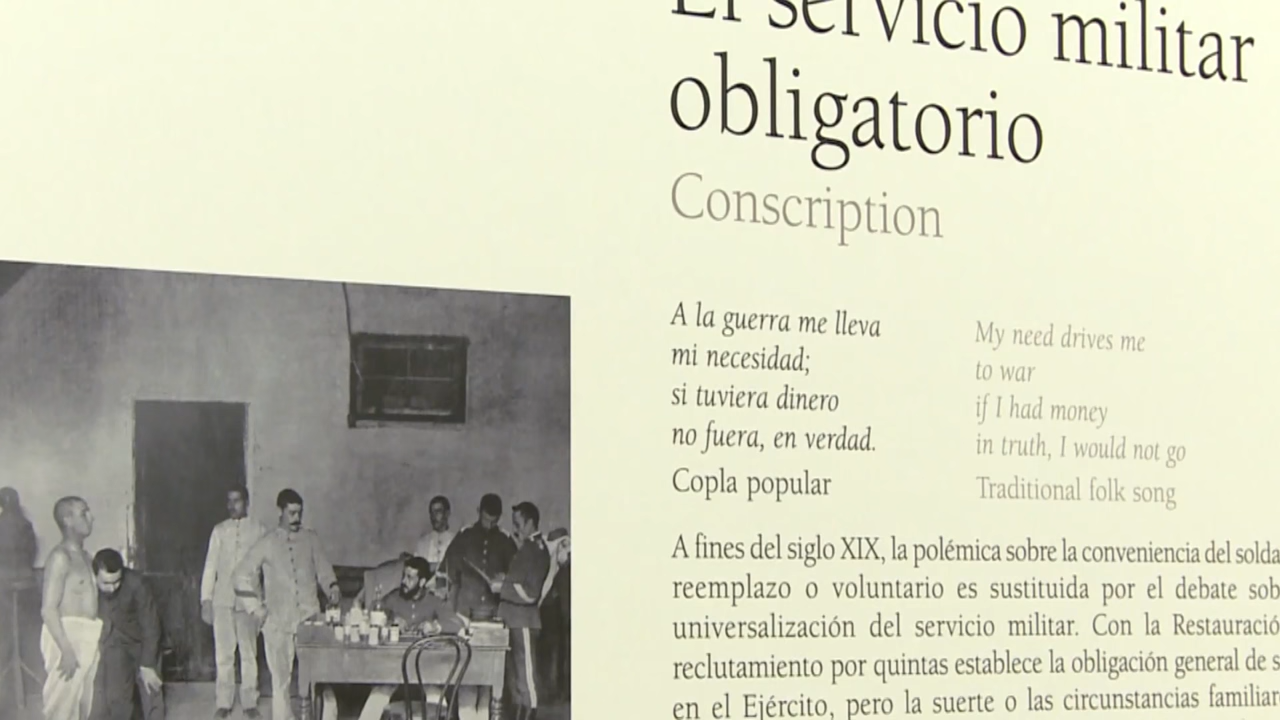 El servicio militar
obligatorio
Conscription
A la guerra me lleva
mi necesidad;
si tuviera dinero
no fuera, en verdad.
Copla popular
My need drives me
to war
if I had money
in truth, I would not go
Traditional folk song
A fines del siglo XIX, la polémica sobre la conveniencia del
reemplazo o voluntario es sustituida por el debate
universalización del servicio militar. Con la
reclutamiento por quintas establece la obligación general de
en el Ejército, pero la suerte o las circunstancias